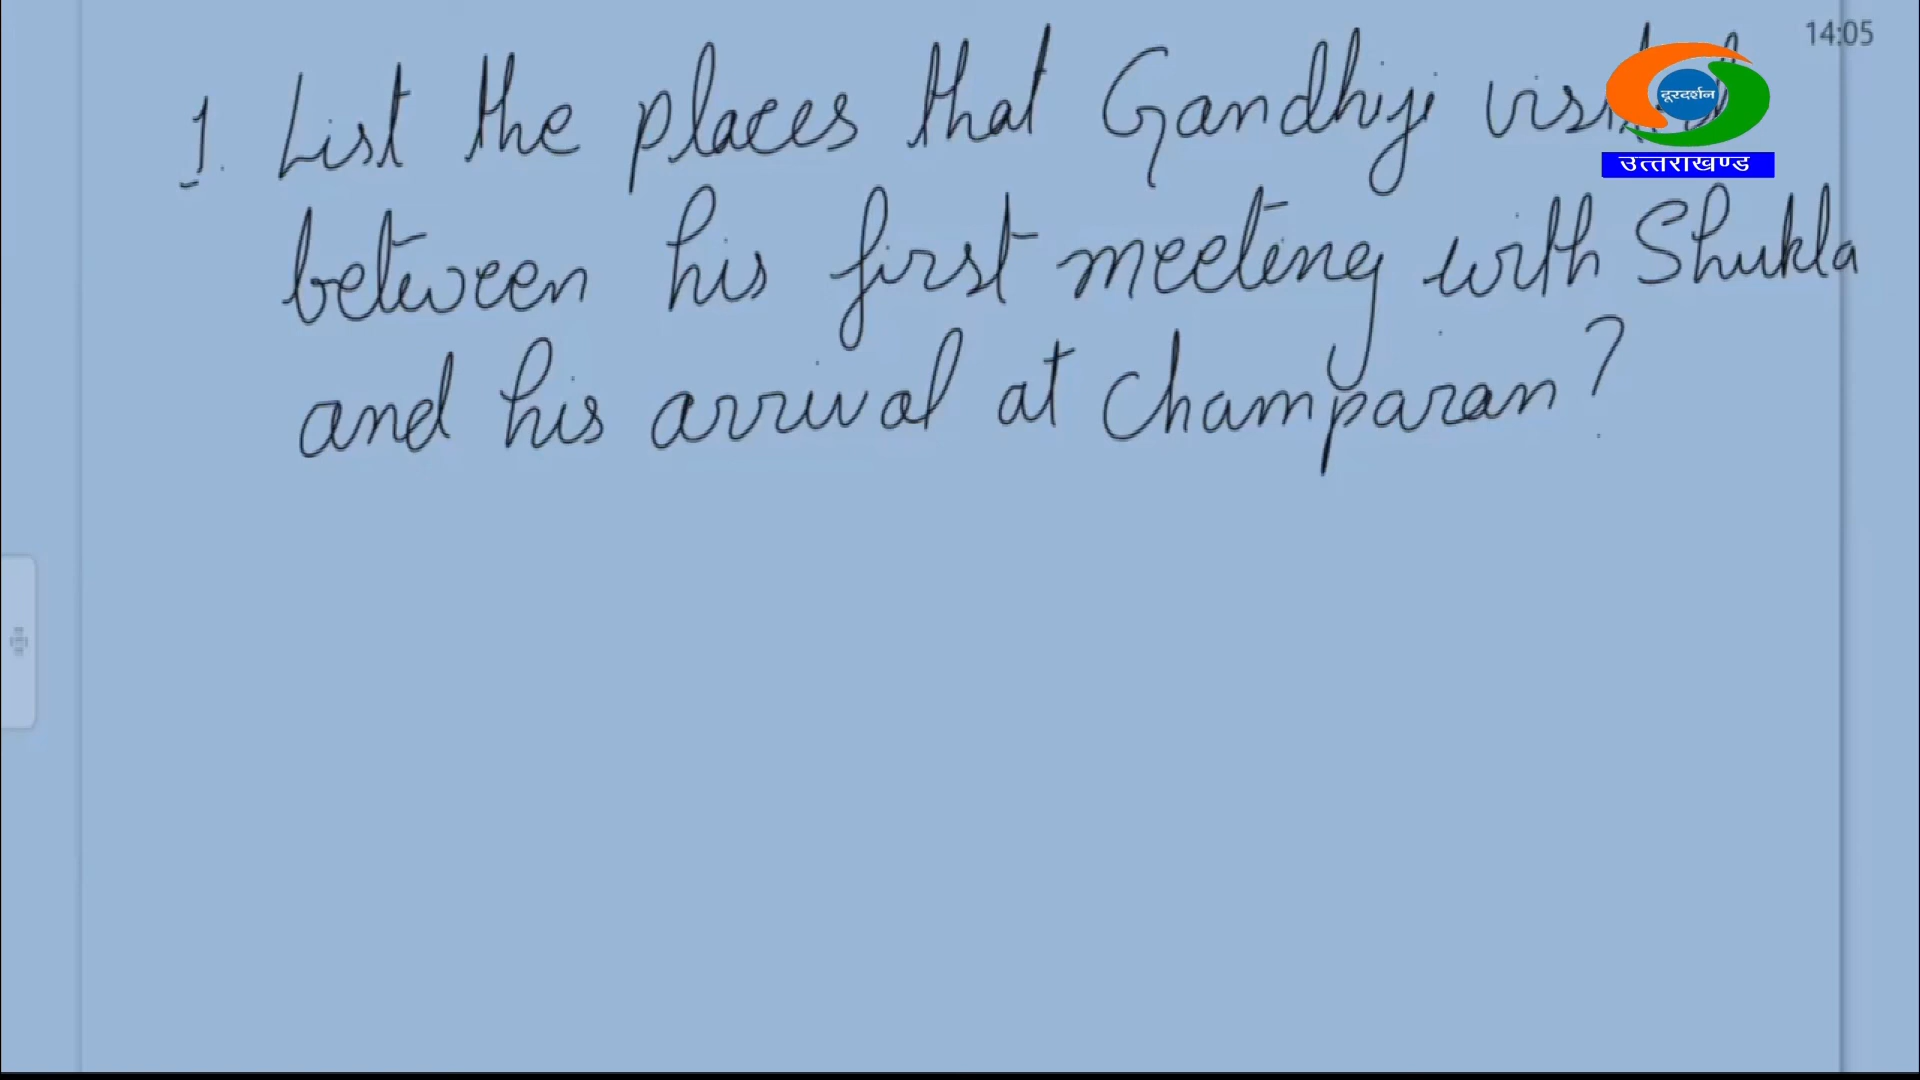 14:05
1. List the places that Gandhiji visited
दूरदर्शन
उत्तराखण्ड
between his first meeting with Shukla
and his arrival at Champaran?